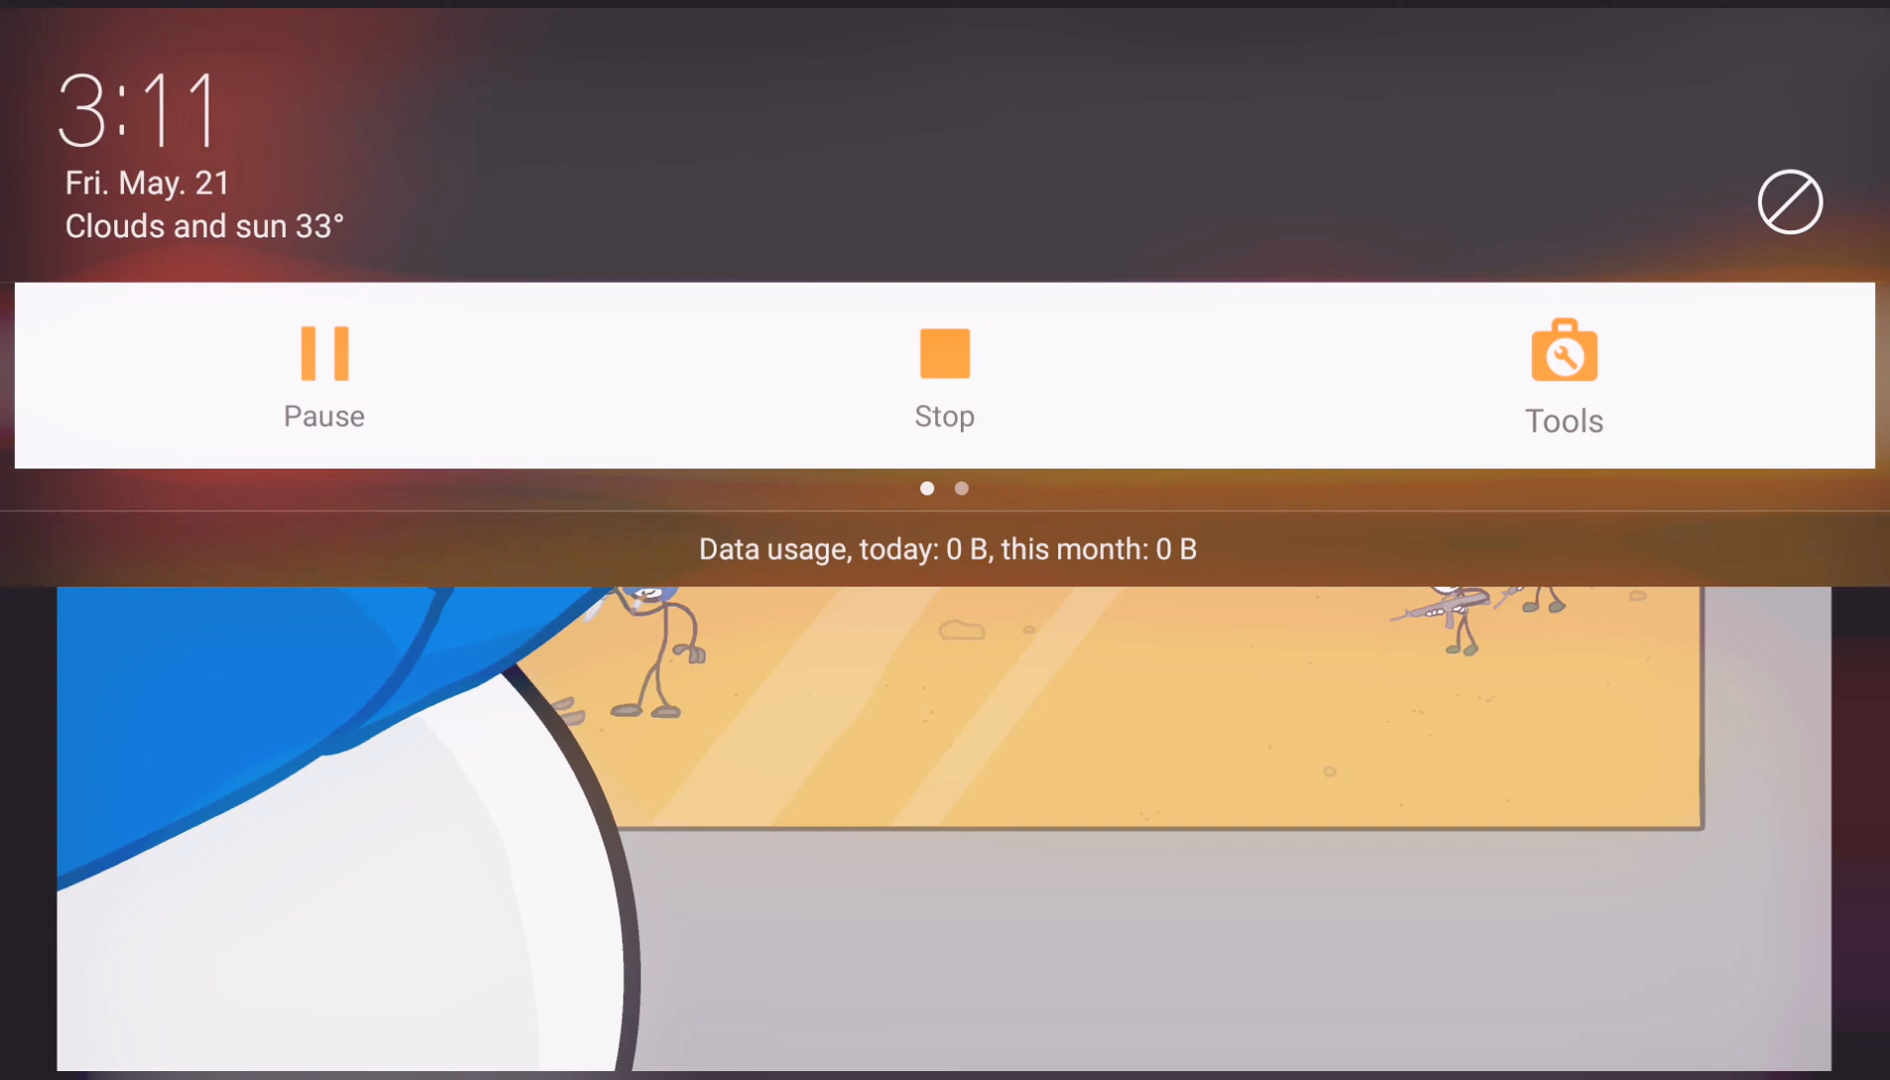 3:11
Fri. May. 21
Clouds and sun 33°
Pause
Stop
Tools
Data usage, today: 0 B, this month: 0 B